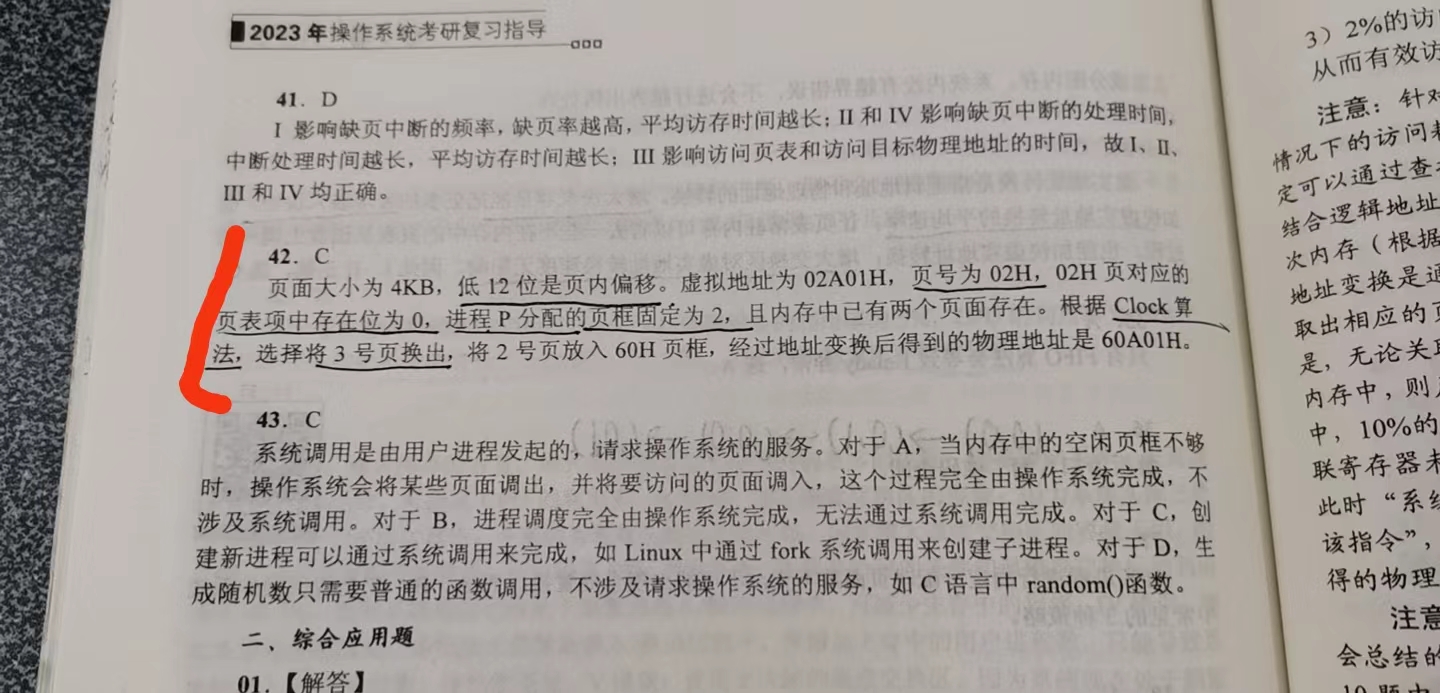 2023年操作系统考研复习指导
41. D
I 影响缺页中断的频率，缺页率越高，平均访存时间越长；II 和 IV 影响缺页中断的处理时间，
中断处理时间越长，平均访存时间越长；III 影响访问页表和访问目标物理地址的时间，故 I、II、
III 和 IV 均正确。
42. C
页面大小为 4KB，低 12 位是页内偏移。虚拟地址为 02A01H，页号为 02H，02H 页对应的
页表项中存在位为 0，进程 P 分配的页框固定为 2，且内存中已有两个页面存在。根据 Clock 算
法，选择将 3 号页换出，将 2 号页放入 60H 页框，经过地址变换后得到的物理地址是 60A01H。
43. C
系统调用是由用户进程发起的，请求操作系统的服务。对于 A，当内存中的空闲页框不够
时，操作系统会将某些页面调出，并将要访问的页面调入，这个过程完全由操作系统完成，不
涉及系统调用。对于 B，进程调度完全由操作系统完成，无法通过系统调用完成。对于 C，创
建新进程可以通过系统调用来完成，如 Linux 中通过 fork 系统调用来创建子进程。对于 D，生
成随机数只需要普通的函数调用，不涉及请求操作系统的服务，如 C 语言中 random()函数。
二、综合应用题
01.【解答】
3）2%的访
从而有效访
注意：针对
情况下的访问
定可以通过查
结合逻辑地址
次内存（根据
地址变换是通
取出相应的页
是，无论关联
内存中，则
中，10%的
联寄存器未
此时“系统
该指令”，
得的物理
注意
会总结的